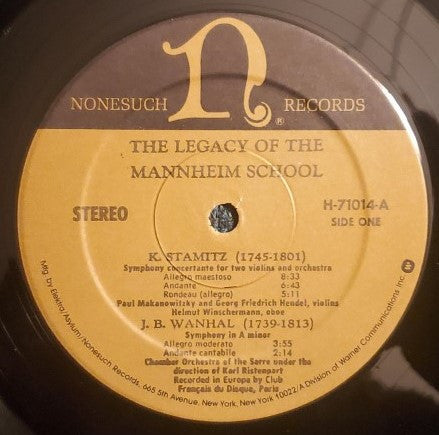 n
NONESUCH RECORDS
®
THE LEGACY OF THE
MANNHEIM SCHOOL
STEREO
H-71014-A
SIDE ONE
K. STAMITZ (1745-1801)
Symphony concertante for two violins and orchestra
Allegro maestoso 8:33
Andante 6:43
Rondeau (allegro) 5:11
Paul Makanowitzky and Georg Friedrich Hendel, violins
Helmut Winschermann, oboe
J. B. WANHAL (1739-1813)
Symphony in A minor
Allegro moderato 3:55
Andante cantabile 2:14
Chamber Orchestra of the Sarre under the
direction of Karl Ristenpart
Recorded in Europe by Club
Français du Disque, Paris
Mfg by Elektra/Asylum/Nonesuch Records, 665 5th Avenue, New York, New York 10022/A Division of Warner Communications Inc.